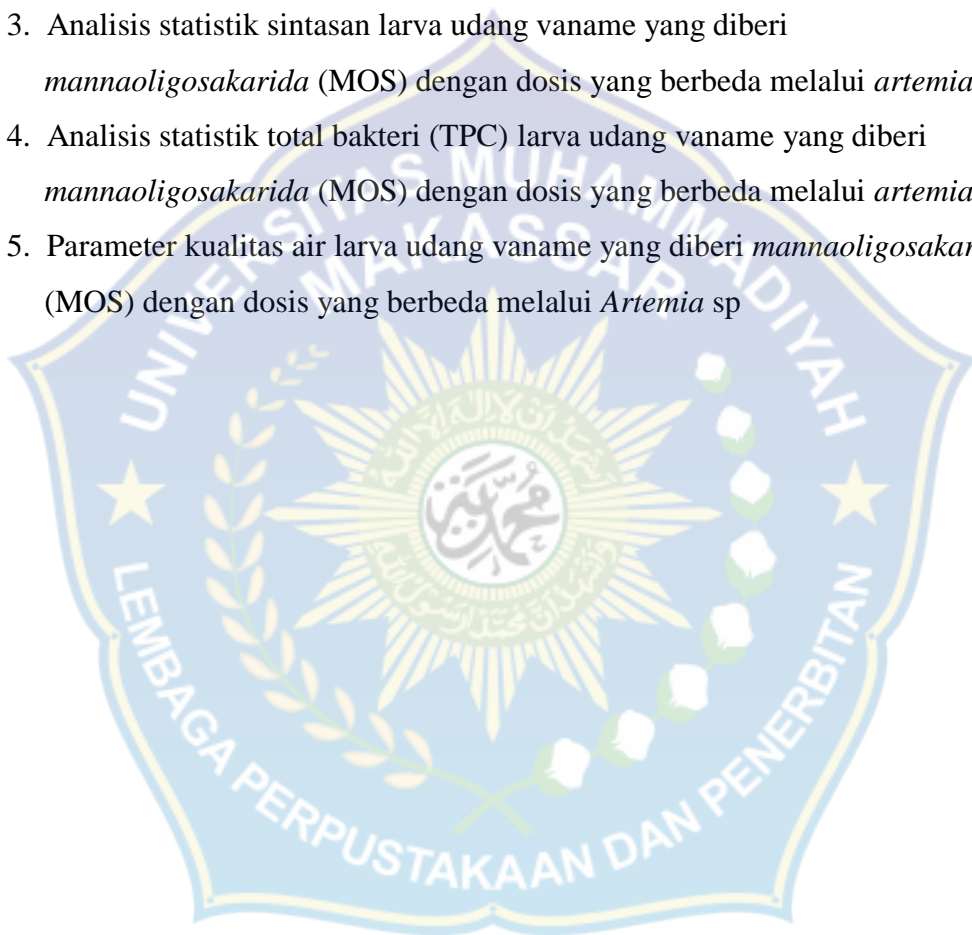 3. Analisis statistik sintasan larva udang vaname yang diberi
mannaoligosakarida (MOS) dengan dosis yang berbeda melalui artemia
4. Analisis statistik total bakteri (TPC) larva udang vaname yang diberi
mannaoligosakarida (MOS) dengan dosis yang berbeda melalui artemia
5. Parameter kualitas air larva udang vaname yang diberi mannaoligosakar
(MOS) dengan dosis yang berbeda melalui Artemia sp
UNIVERSITAS MUHAMMADIYAH
MAKASSAR
LEMBAGA PERPUSTAKAAN DAN PENERBITAN